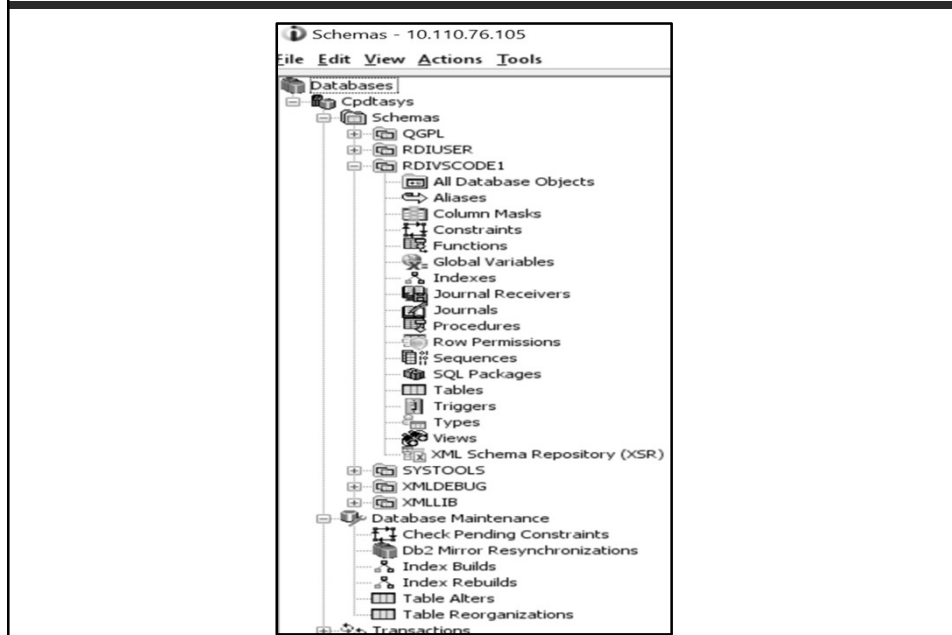 Schemas - 10.110.76.105
File Edit View Actions Tools
Databases
Cpdtasys
Schemas
QGPL
RDIUSER
RDIVSCODE1
All Database Objects
Aliases
Column Masks
Constraints
Functions
Global Variables
Indexes
Journal Receivers
Journals
Procedures
Row Permissions
Sequences
SQL Packages
Tables
Triggers
Types
Views
XML Schema Repository (XSR)
SYSTOOLS
XMLDEBUG
XMLLIB
Database Maintenance
Check Pending Constraints
Db2 Mirror Resynchronizations
Index Builds
Index Rebuilds
Table Alters
Table Reorganizations
Transactions